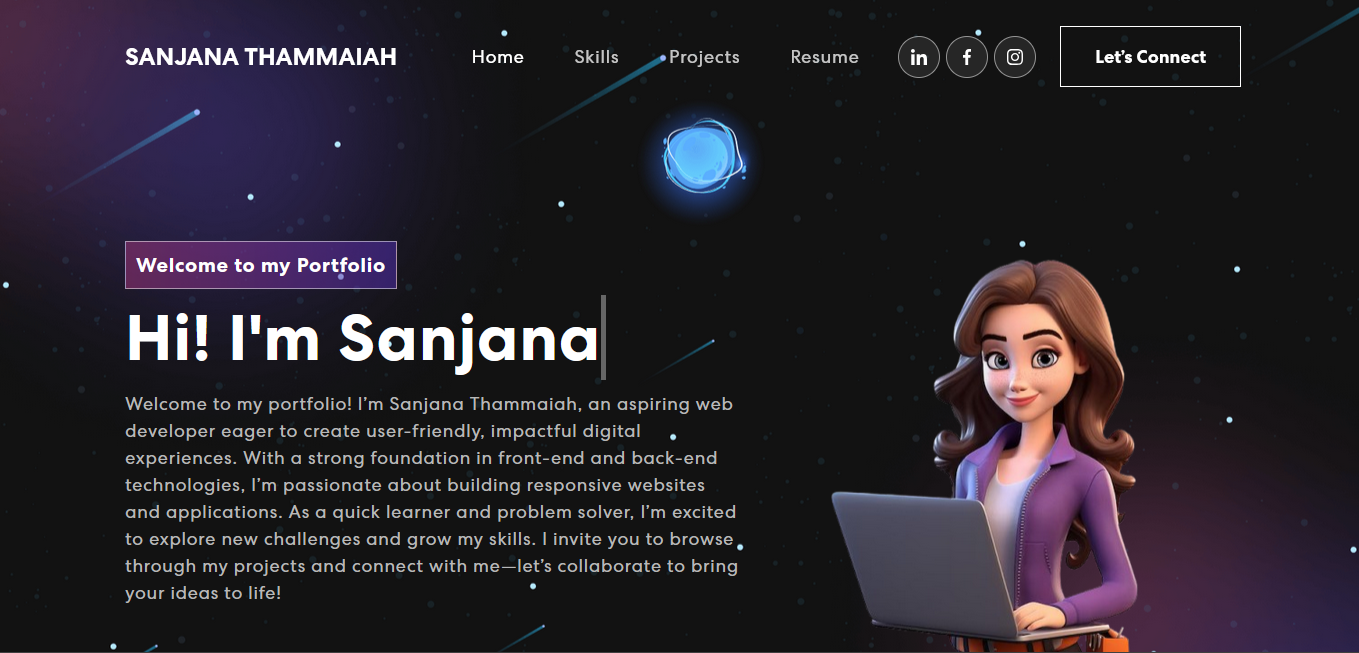 SANJANA THAMMAIAH
Home
Skills
Projects
Resume
in
f
Let’s Connect
Welcome to my Portfolio
Hi! I'm Sanjana
Welcome to my portfolio! I’m Sanjana Thammaiah, an aspiring web
developer eager to create user-friendly, impactful digital
experiences. With a strong foundation in front-end and back-end
technologies, I’m passionate about building responsive websites
and applications. As a quick learner and problem solver, I’m excited
to explore new challenges and grow my skills. I invite you to browse
through my projects and connect with me—let’s collaborate to bring
your ideas to life!